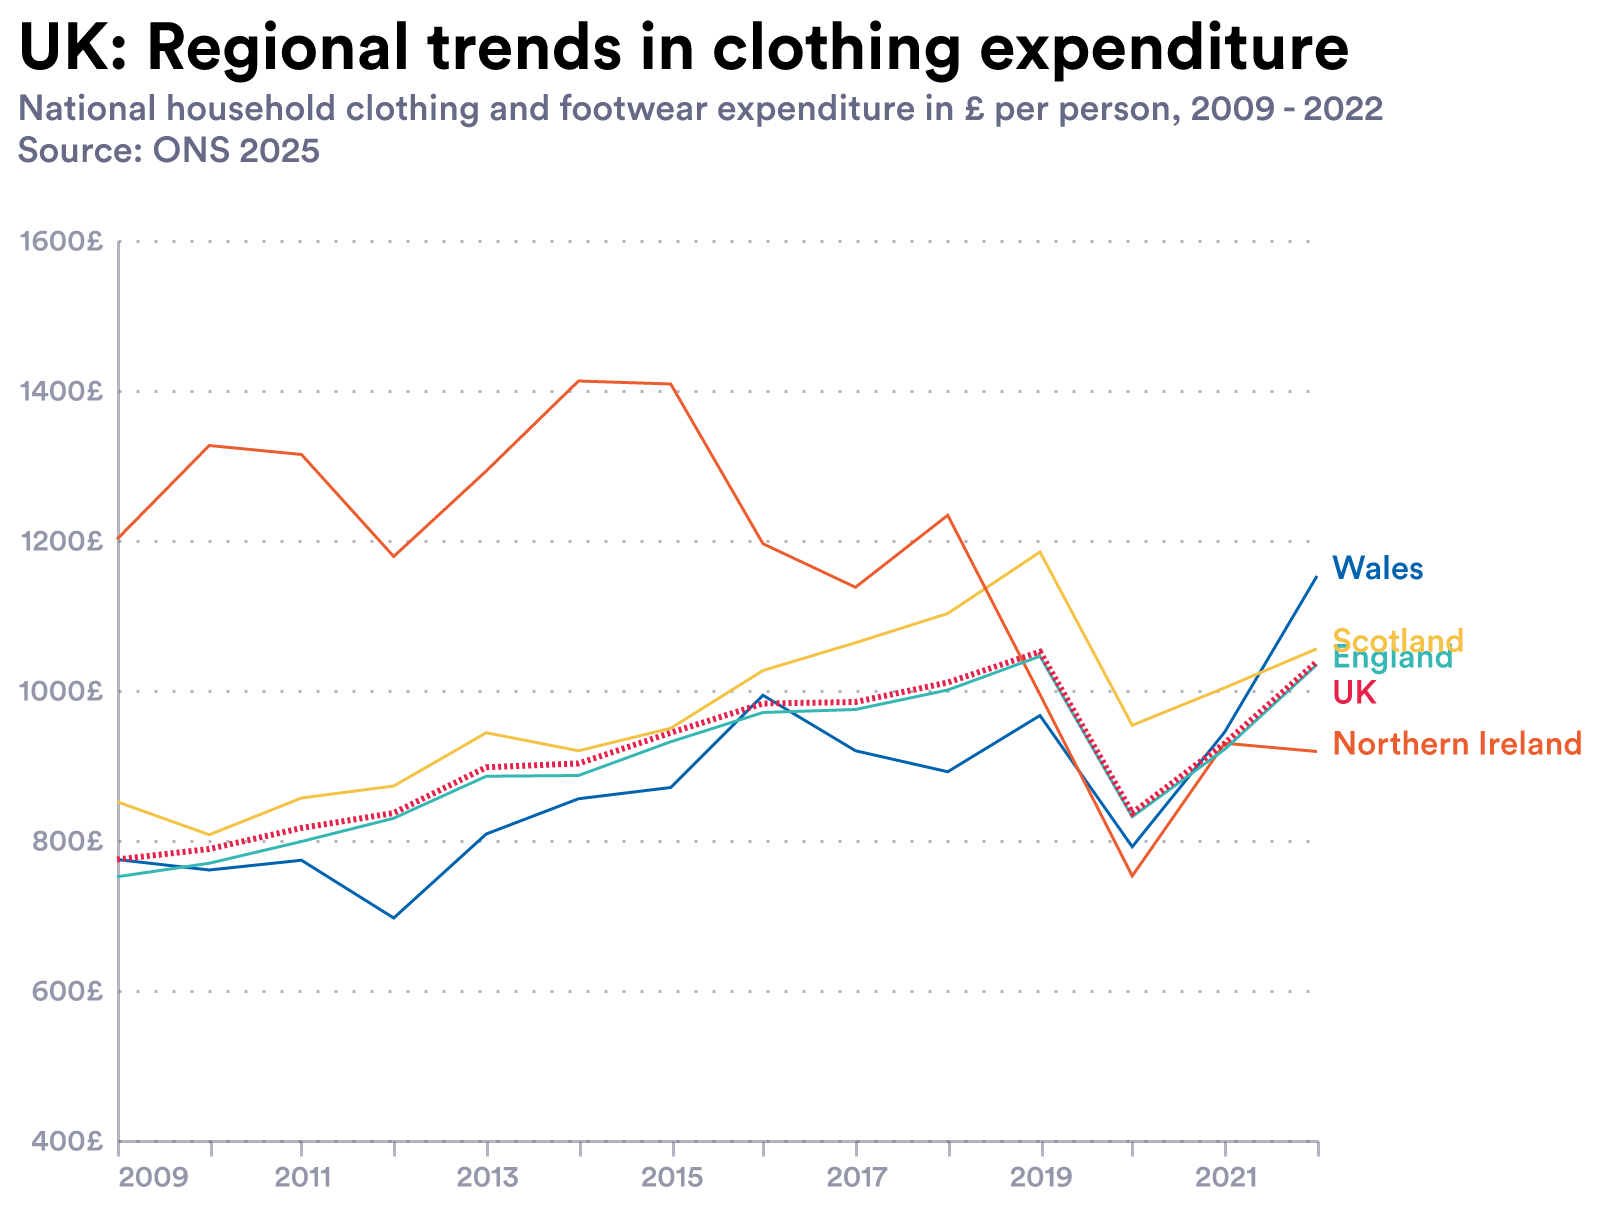 UK: Regional trends in clothing expenditure
National household clothing and footwear expenditure in £ per person, 2009 - 2022
Source: ONS 2025
1600£
1400£
1200£
Wales
Scotland
England
1000£
UK
Northern Ireland
800£
600£
400£
2009 2011 2013 2015 2017 2019 2021